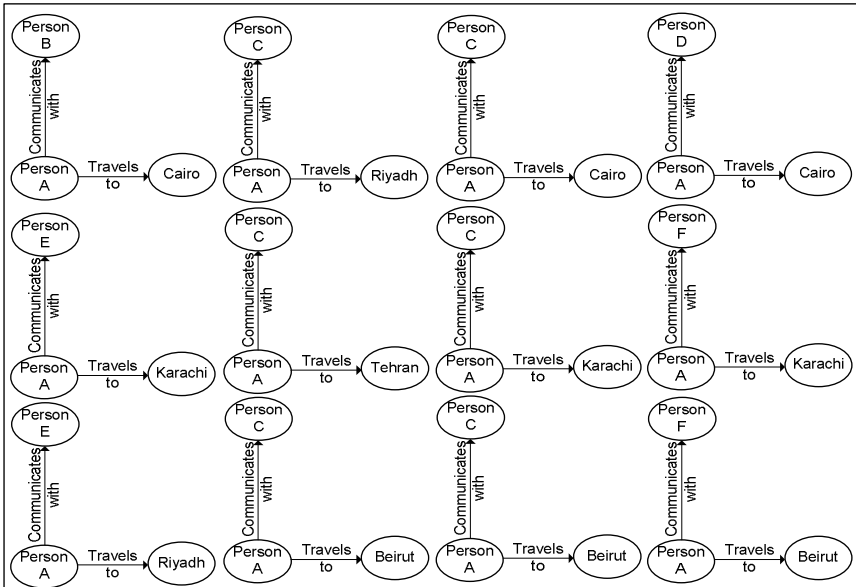 Person
B
Communicates
with
Person
A
Travels
to
Cairo
Person
C
Communicates
with
Person
A
Travels
to
Riyadh
Person
C
Communicates
with
Person
A
Travels
to
Cairo
Person
D
Communicates
with
Person
A
Travels
to
Cairo
Person
E
Communicates
with
Person
A
Travels
to
Karachi
Person
C
Communicates
with
Person
A
Travels
to
Tehran
Person
C
Communicates
with
Person
A
Travels
to
Karachi
Person
F
Communicates
with
Person
A
Travels
to
Karachi
Person
E
Communicates
with
Person
A
Travels
to
Riyadh
Person
C
Communicates
with
Person
A
Travels
to
Beirut
Person
C
Communicates
with
Person
A
Travels
to
Beirut
Person
F
Communicates
with
Person
A
Travels
to
Beirut